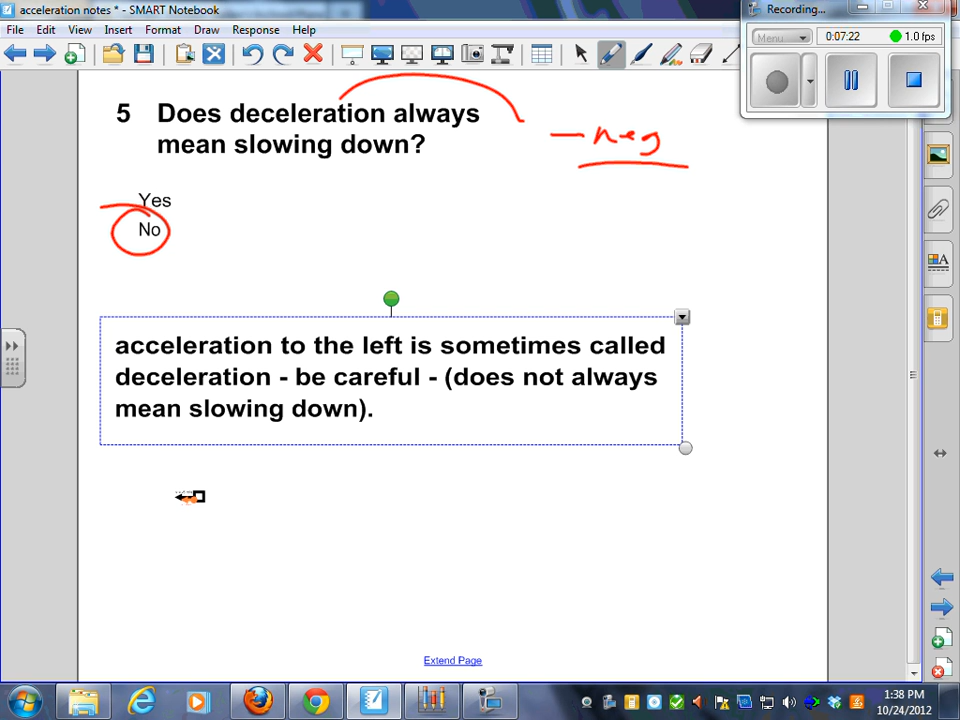 acceleration notes * - SMART Notebook
Recording...
File Edit View Insert Format Draw Response Help
Menu 0:07:22 1.0 fps
5 Does deceleration always
mean slowing down?
- neg
Yes
No
acceleration to the left is sometimes called
deceleration - be careful - (does not always
mean slowing down).
Extend Page
1:38 PM
10/24/2012